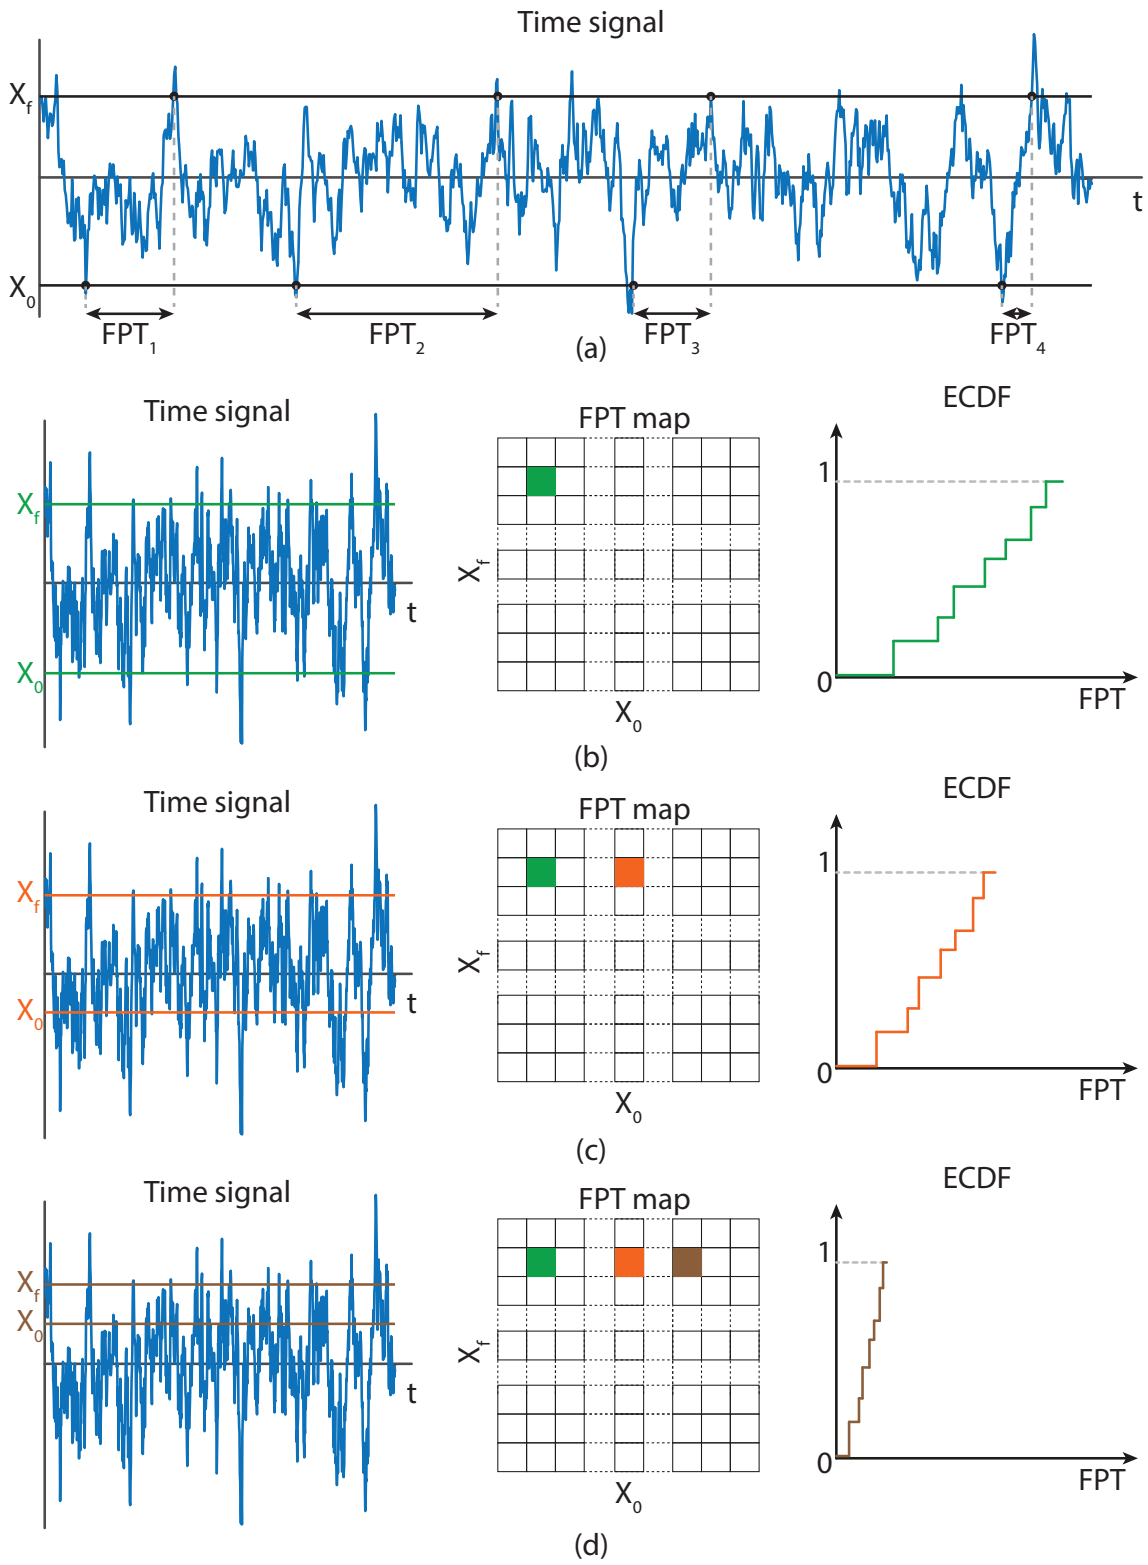 Time signal
X_f
t
X_0
FPT_1
FPT_2
FPT_3
FPT_4
(a)
Time signal
FPT map
ECDF
X_f
t
X_0
X_f
X_0
1
0
FPT
(b)
Time signal
FPT map
ECDF
X_f
t
X_0
X_f
X_0
1
0
FPT
(c)
Time signal
FPT map
ECDF
X_f
X_0
t
X_f
X_0
1
0
FPT
(d)